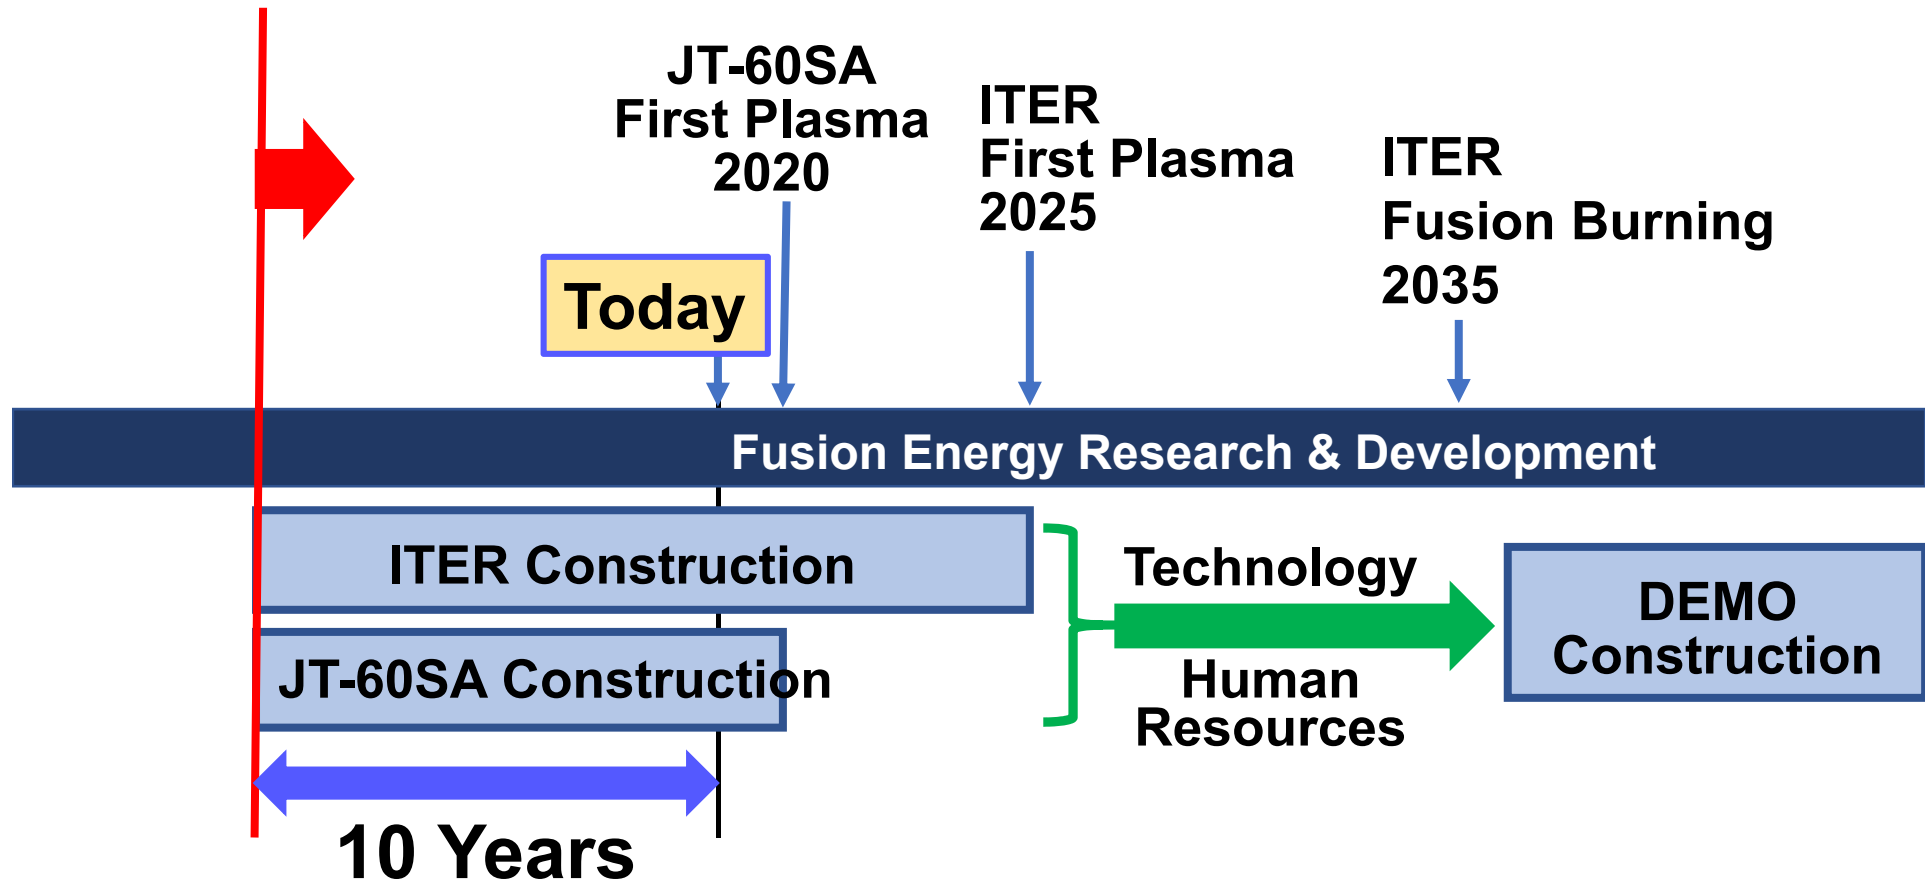 JT-60SA
First Plasma
2020
ITER
First Plasma
2025
ITER
Fusion Burning
2035
Today
Fusion Energy Research & Development
ITER Construction
JT-60SA Construction
Technology
Human
Resources
DEMO
Construction
10 Years